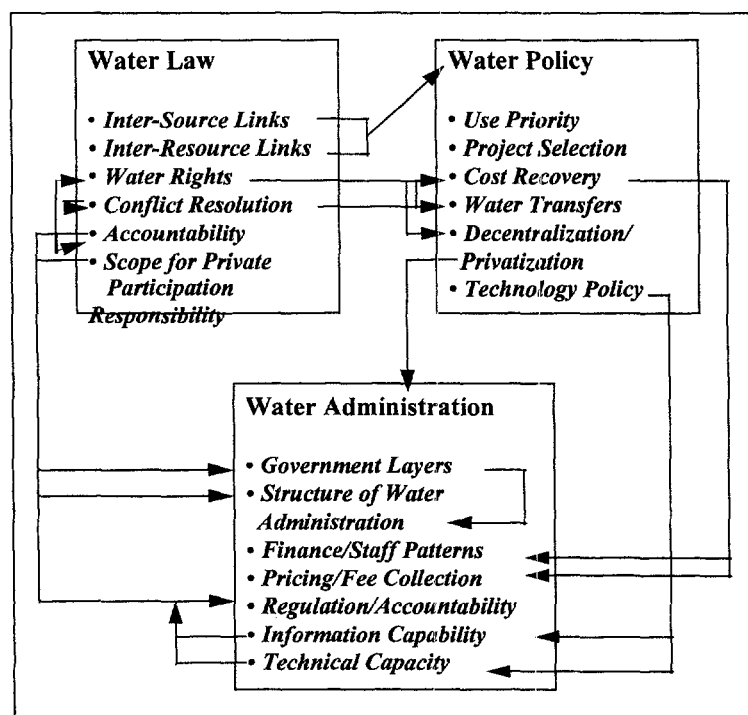 Water Law
• Inter-Source Links
• Inter-Resource Links
• Water Rights
• Conflict Resolution
• Accountability
• Scope for Private
Participation
Responsibility
Water Policy
• Use Priority
• Project Selection
• Cost Recovery
• Water Transfers
• Decentralization/
Privatization
• Technology Policy
Water Administration
• Government Layers
• Structure of Water
Administration
• Finance/Staff Patterns
• Pricing/Fee Collection
• Regulation/Accountability
• Information Capability
• Technical Capacity